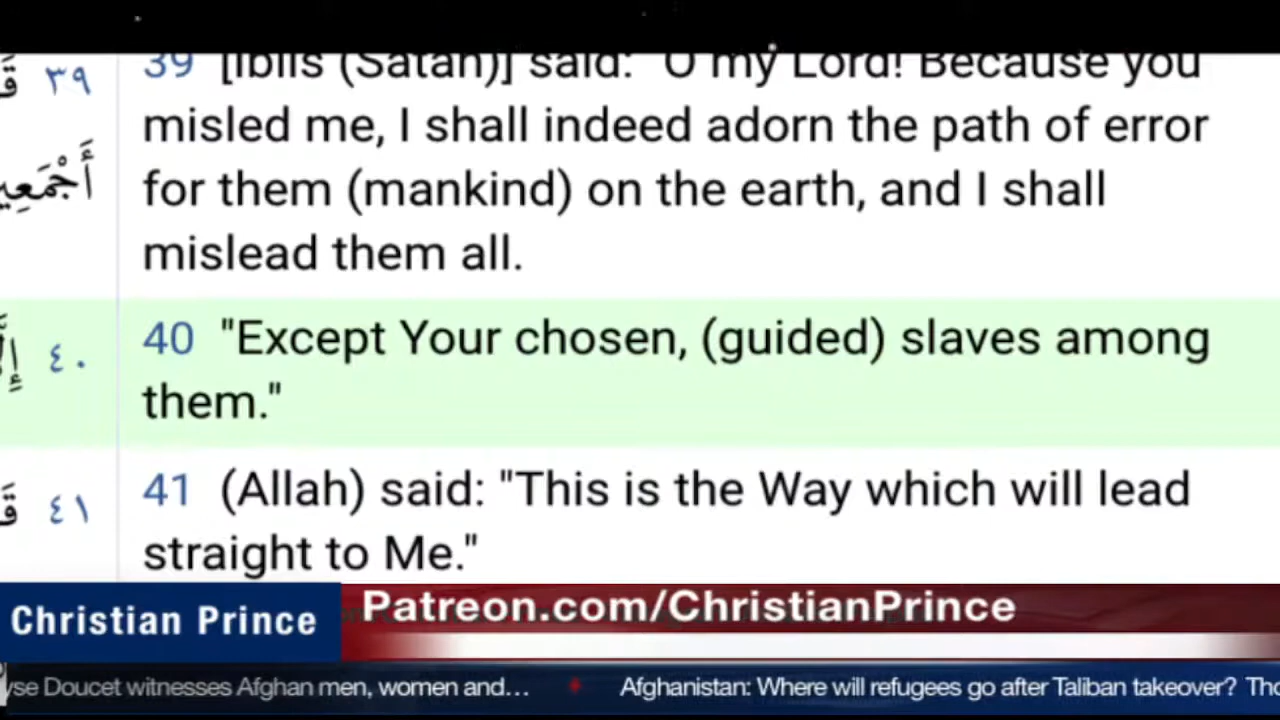 39 [Iblis (Satan)] said: "O my Lord! Because you
misled me, I shall indeed adorn the path of error
for them (mankind) on the earth, and I shall
mislead them all.
٣٩
40 "Except Your chosen, (guided) slaves among
them."
٤٠
41 (Allah) said: "This is the Way which will lead
straight to Me."
٤١
Christian Prince
Patreon.com/ChristianPrince
Doucet witnesses Afghan men, women and...
Afghanistan: Where will refugees go after Taliban takeover?